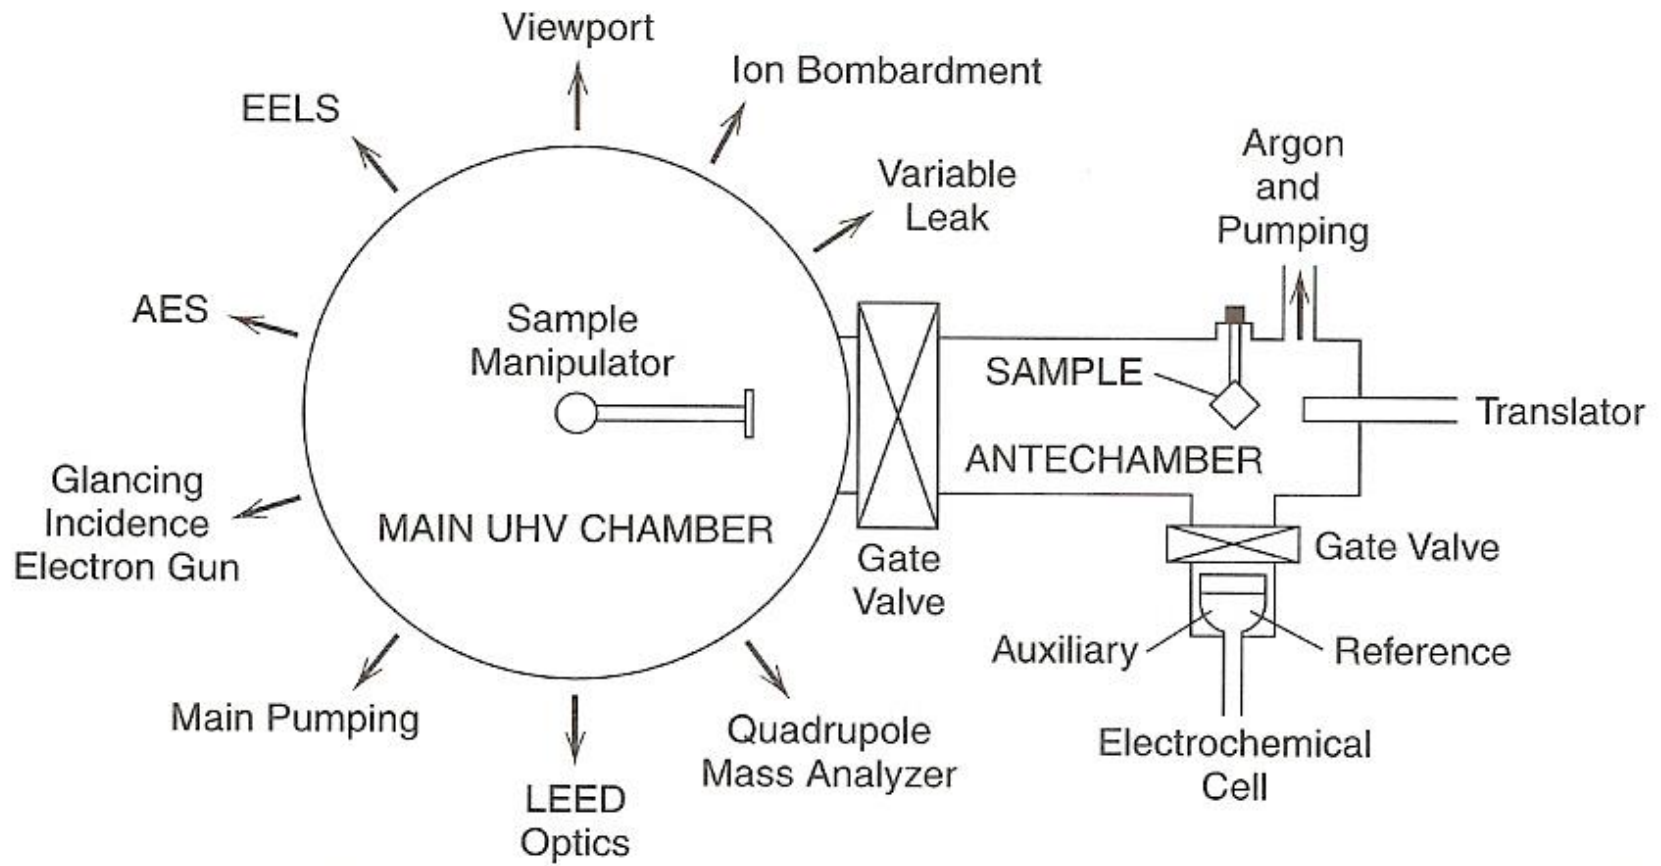 Viewport
Ion Bombardment
EELS
Variable
Leak
Argon
and
Pumping
AES
Sample
Manipulator
SAMPLE
Translator
ANTECHAMBER
Glancing
Incidence
Electron Gun
MAIN UHV CHAMBER
Gate
Valve
Gate Valve
Auxiliary
Reference
Main Pumping
Quadrupole
Mass Analyzer
Electrochemical
Cell
LEED
Optics